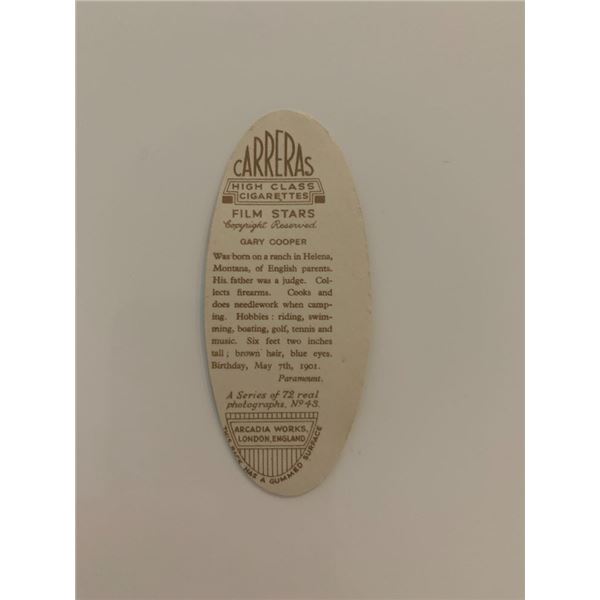 CARRERAS
HIGH CLASS
CIGARETTES
FILM STARS
Copyright Reserved.
GARY COOPER
Was born on a ranch in Helena,
Montana, of English parents.
His father was a judge. Col-
lects firearms. Cooks and
does needlework when camp-
ing. Hobbies : riding, swim-
ming, boating, golf, tennis and
music. Six feet two inches
tall ; brown hair, blue eyes.
Birthday, May 7th, 1901.
Paramount.
A Series of 72 real
photographs, Nº 43.
ARCADIA WORKS,
LONDON, ENGLAND
THIS BACK HAS A GUMMED SURFACE